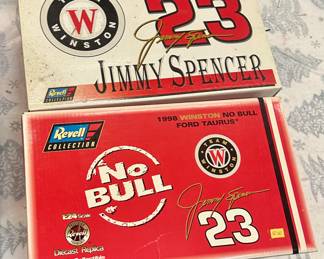 TEAM
W
WINSTON
23
Jimmy Spencer
Revell
COLLECTION
JIMMY SPENCER
Revell
COLLECTION
1998 WINSTON NO BULL
FORD TAURUS
No
BULL
TEAM
W
WINSTON
1:24 Scale
Revell
Diecast Replica
Jimmy Spencer
23